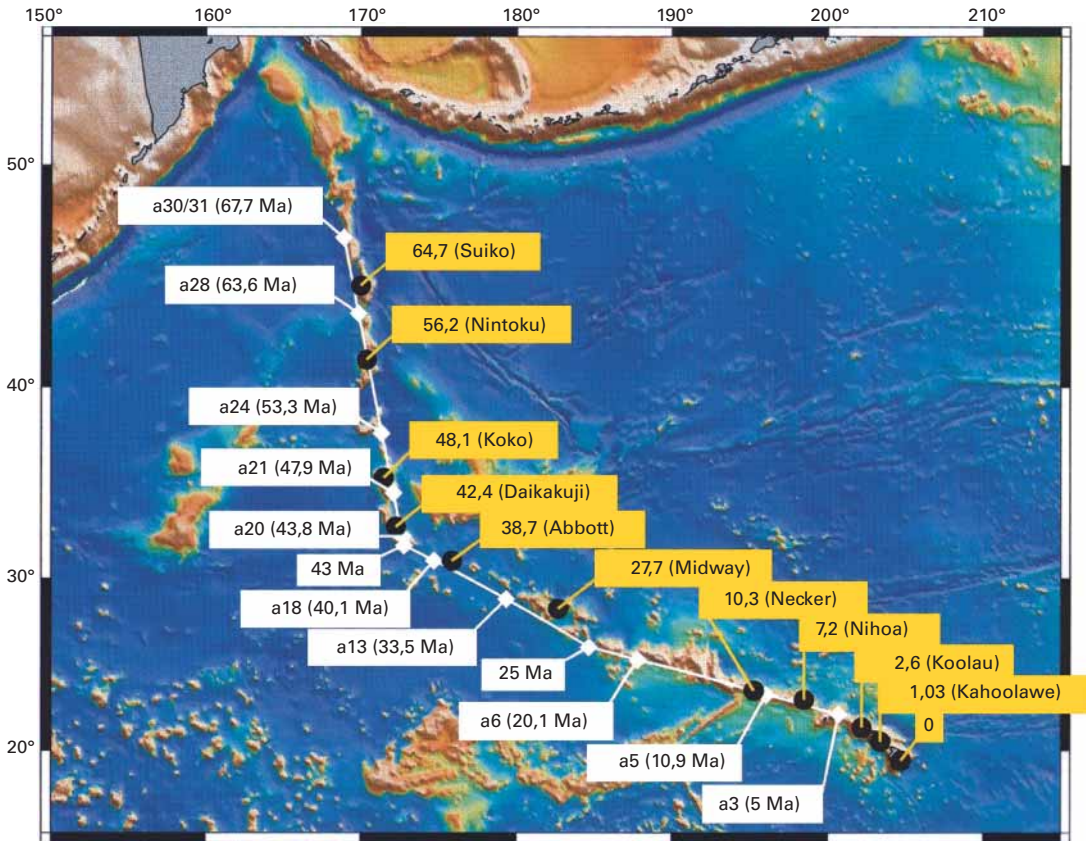 150°
160°
170°
180°
190°
200°
210°
50°
40°
30°
20°
a30/31 (67,7 Ma)
64,7 (Suiko)
a28 (63,6 Ma)
56,2 (Nintoku)
a24 (53,3 Ma)
48,1 (Koko)
a21 (47,9 Ma)
42,4 (Daikakuji)
a20 (43,8 Ma)
38,7 (Abbott)
43 Ma
27,7 (Midway)
a18 (40,1 Ma)
10,3 (Necker)
a13 (33,5 Ma)
7,2 (Nihoa)
25 Ma
2,6 (Koolau)
a6 (20,1 Ma)
1,03 (Kahoolawe)
0
a5 (10,9 Ma)
a3 (5 Ma)